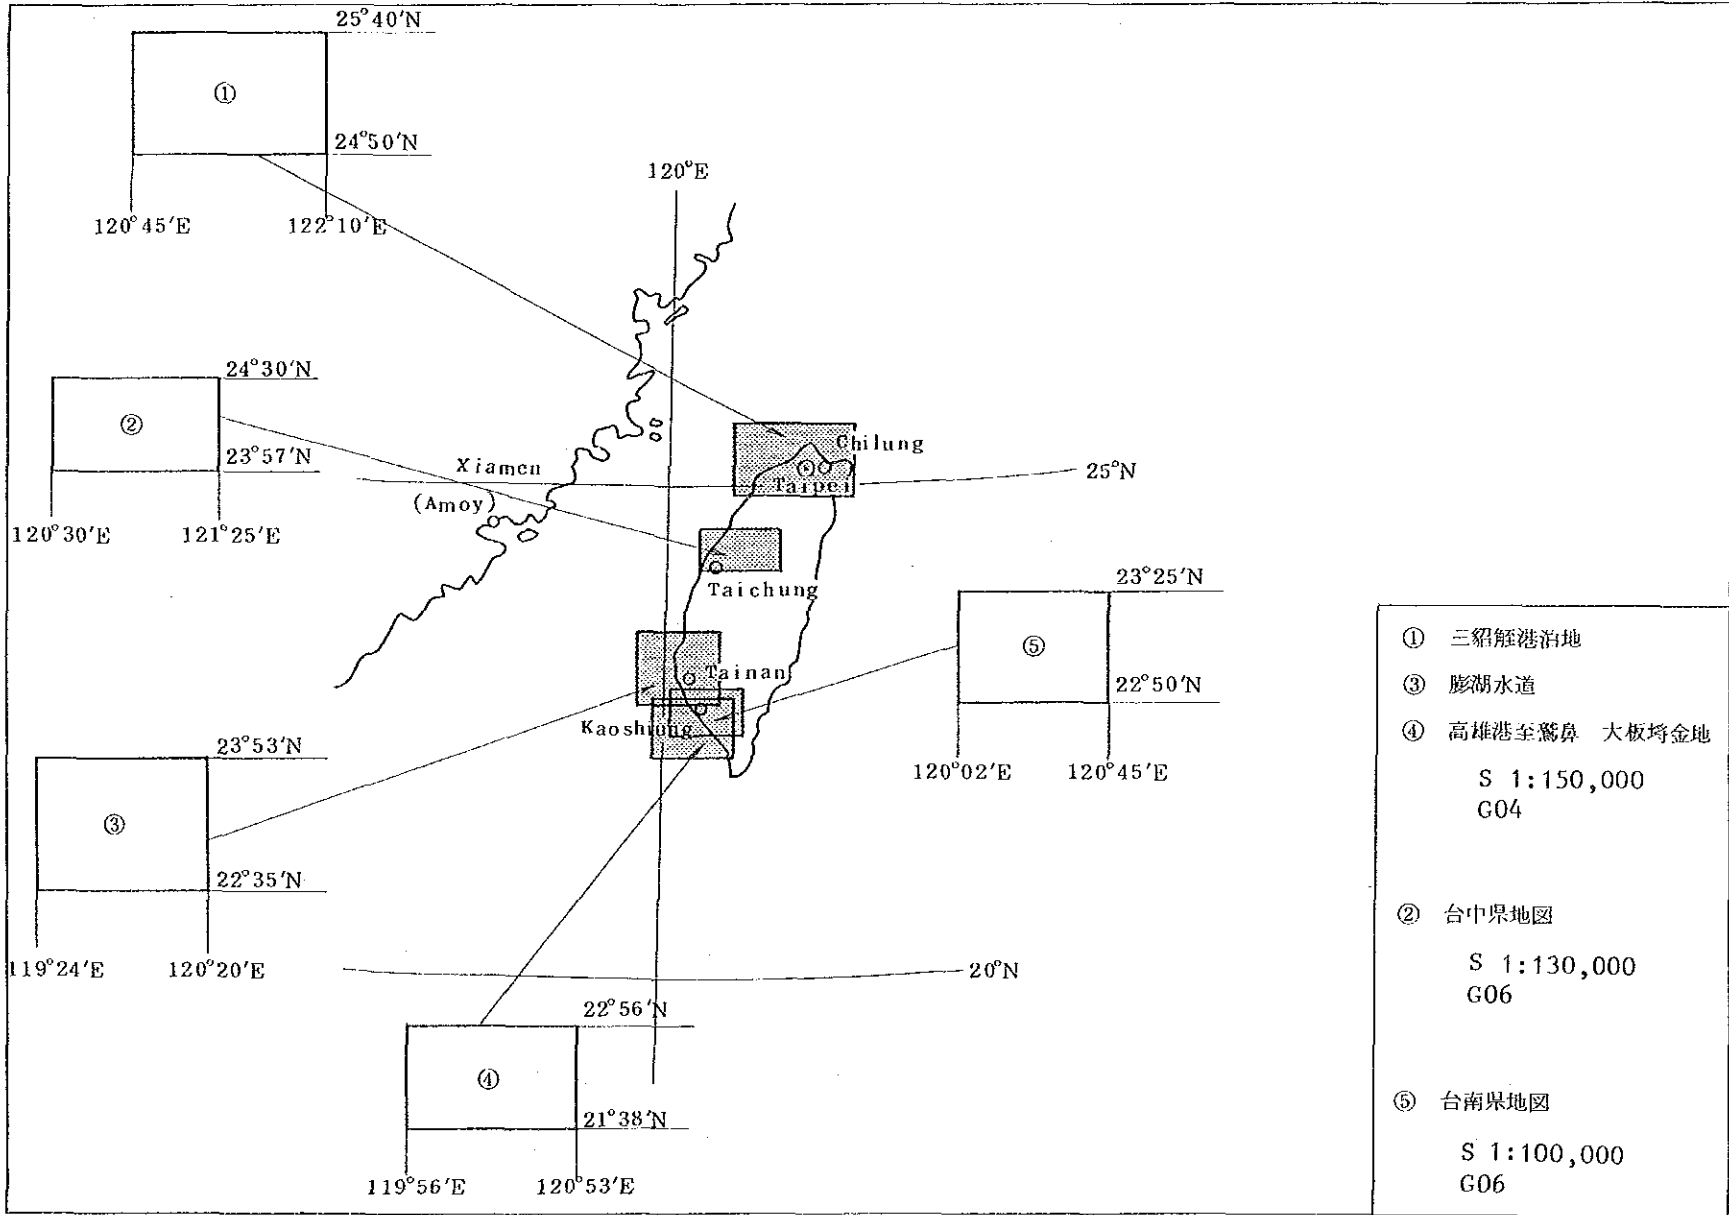 25°40′N
①
24°50′N
120°45′E
122°10′E
120°E
24°30′N
②
23°57′N
120°30′E
121°25′E
Xiamen
(Amoy)
Chilung
Taipei
25°N
Taichung
23°25′N
⑤
22°50′N
120°02′E
120°45′E
Tainan
Kaoshiung
23°53′N
③
22°35′N
119°24′E
120°20′E
20°N
22°56′N
④
21°38′N
119°56′E
120°53′E
① 三貂觝港泊地
③ 膨湖水道
④ 高雄港至鵞鼻 大板埓金地
S 1:150,000
G04
② 台中県地図
S 1:130,000
G06
⑤ 台南県地図
S 1:100,000
G06